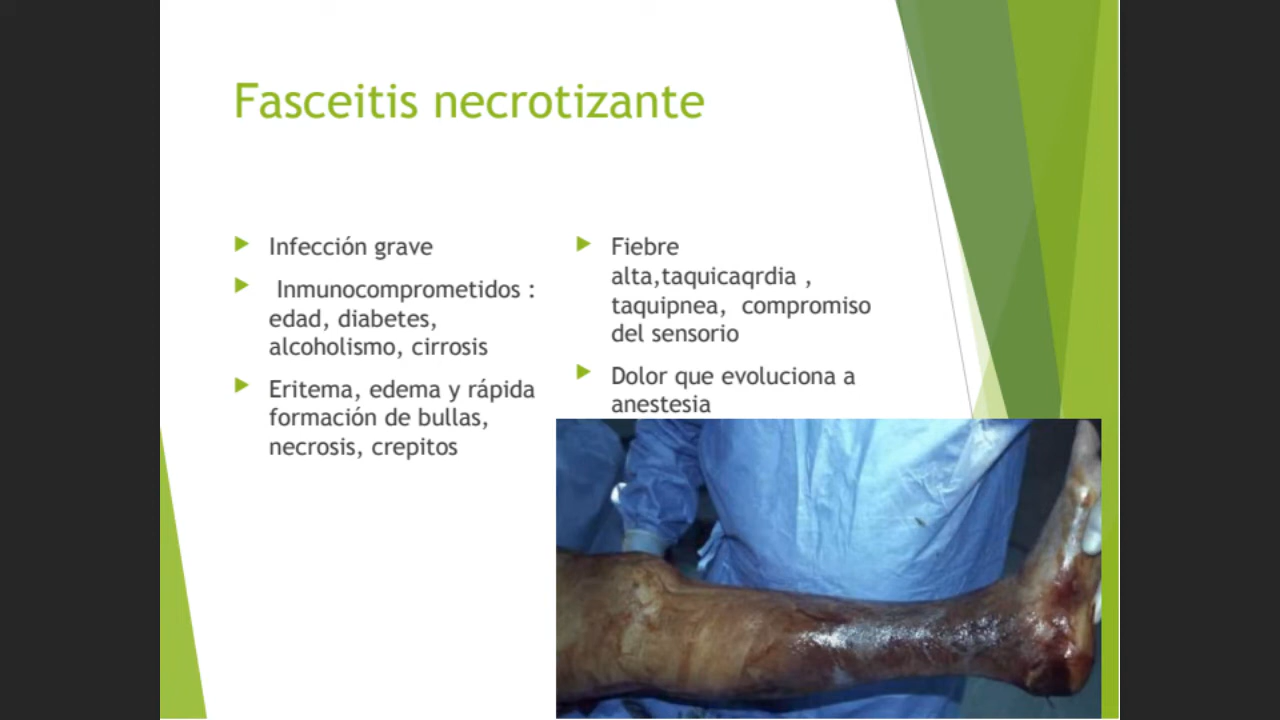 Fasceitis necrotizante
Infección grave
Inmunocomprometidos :
edad, diabetes,
alcoholismo, cirrosis
Eritema, edema y rápida
formación de bullas,
necrosis, crepitos
Fiebre
alta,taquicaqrdia ,
taquipnea,  compromiso
del sensorio
Dolor que evoluciona a
anestesia